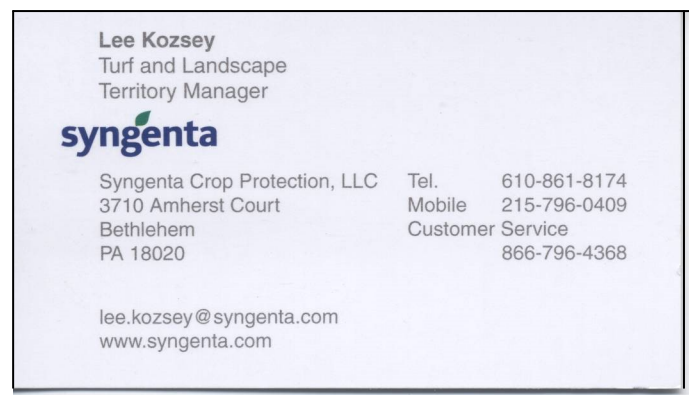 Lee Kozsey
Turf and Landscape
Territory Manager
syngenta
Syngenta Crop Protection, LLC
3710 Amherst Court
Bethlehem
PA 18020
Tel. 610-861-8174
Mobile 215-796-0409
Customer Service
866-796-4368
lee.kozsey@syngenta.com
www.syngenta.com